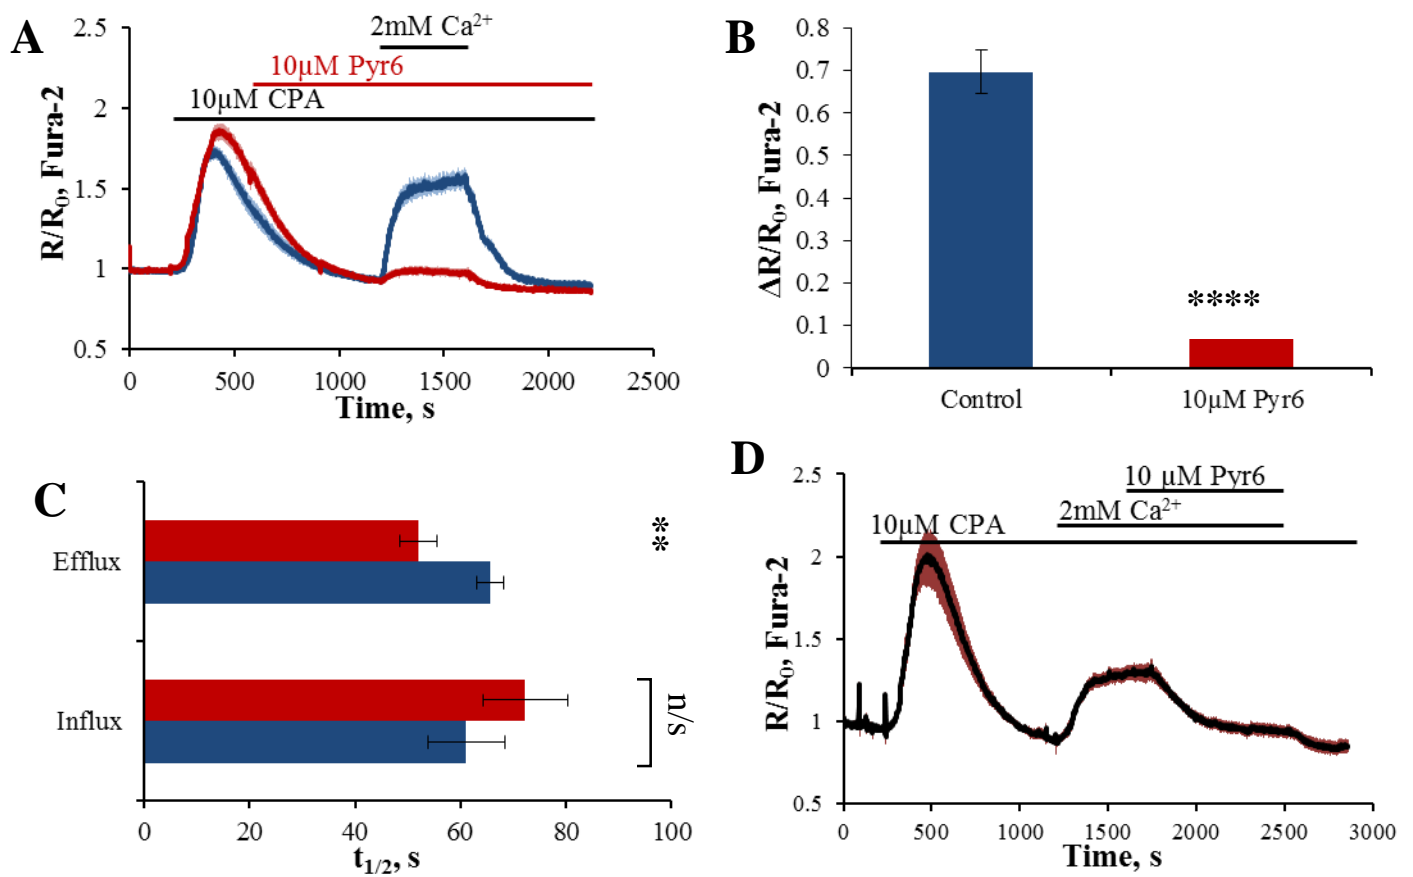 A
2mM Ca²⁺
10µM Pyr6
10µM CPA
R/R₀, Fura-2
2.5
2
1.5
1
0.5
0
500
1000
1500
2000
2500
Time, s
B
ΔR/R₀, Fura-2
0.8
0.7
0.6
0.5
0.4
0.3
0.2
0.1
0
****
Control
10µM Pyr6
C
Efflux
Influx
**
n/s
0
20
40
60
80
100
t₁/₂, s
D
10 µM Pyr6
2mM Ca²⁺
10µM CPA
R/R₀, Fura-2
2.5
2
1.5
1
0.5
0
500
1000
1500
2000
2500
3000
Time, s